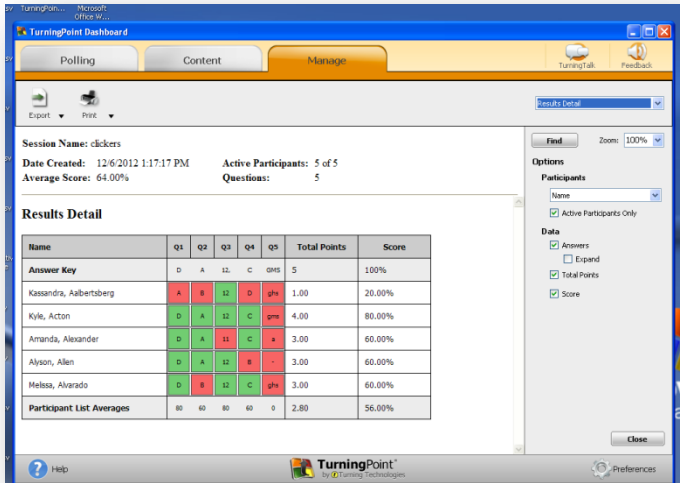 TurningPoin... Microsoft
Office W...
TurningPoint Dashboard
Polling Content Manage
TurningTalk Feedback
Export Print
Results Detail
Session Name: clickers
Date Created: 12/6/2012 1:17:17 PM Active Participants: 5 of 5
Average Score: 64.00% Questions: 5
Find Zoom: 100%
Options
Participants
Name
Active Participants Only
Data
Answers
Expand
Total Points
Score
Results Detail
Name Q1 Q2 Q3 Q4 Q5 Total Points Score
Answer Key D A 12. C GMS 5 100%
Kassandra, Aalbertsberg A B 12 D ghs 1.00 20.00%
Kyle, Acton D A 12 C gms 4.00 80.00%
Amanda, Alexander D A 11 C a 3.00 60.00%
Alyson, Allen D A 12 B - 3.00 60.00%
Melissa, Alvarado D B 12 C ghs 3.00 60.00%
Participant List Averages 80 60 80 60 0 2.80 56.00%
Close
Help
TurningPoint
by Turning Technologies
Preferences